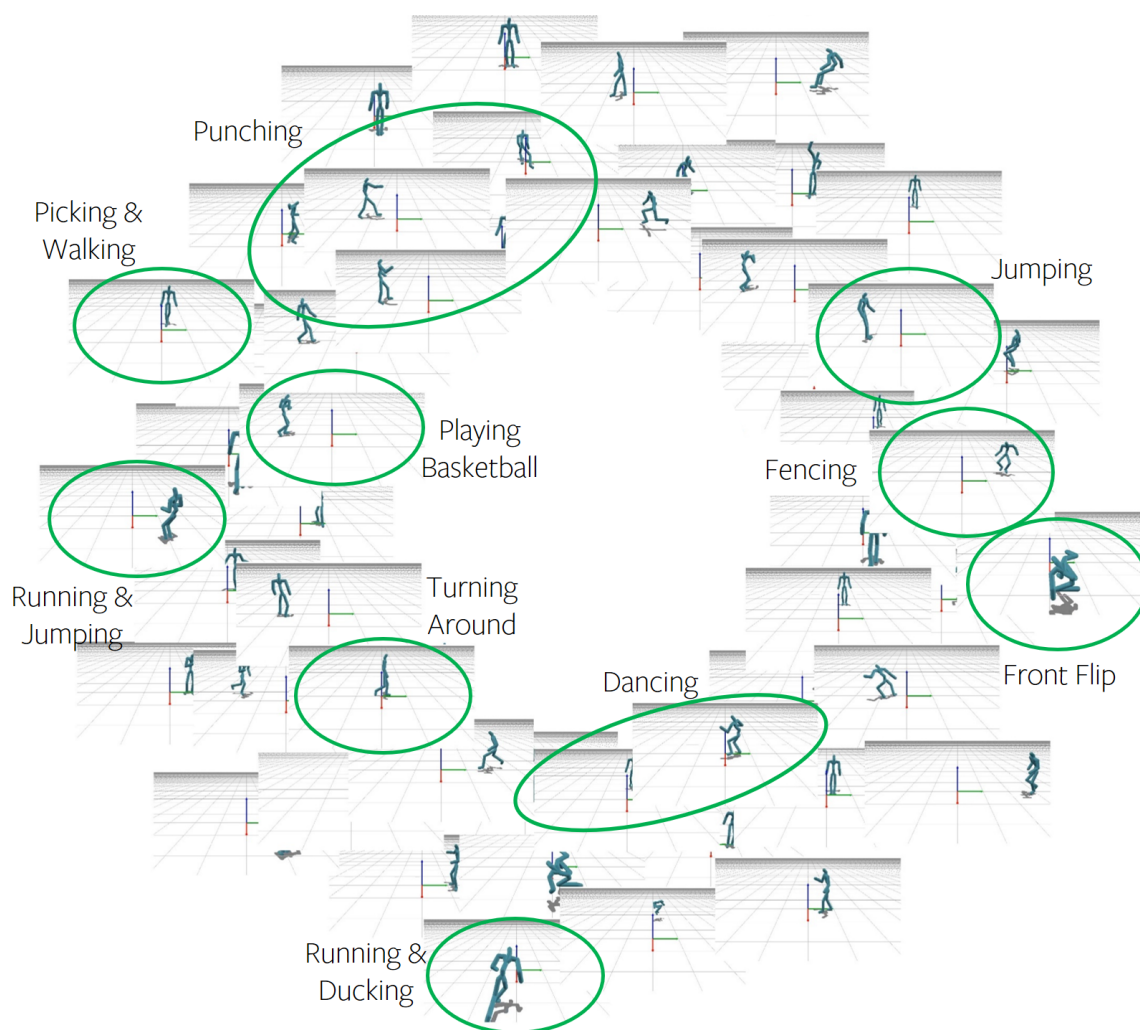 Punching
Picking &
Walking
Jumping
Playing
Basketball
Fencing
Running &
Jumping
Turning
Around
Front Flip
Dancing
Running &
Ducking